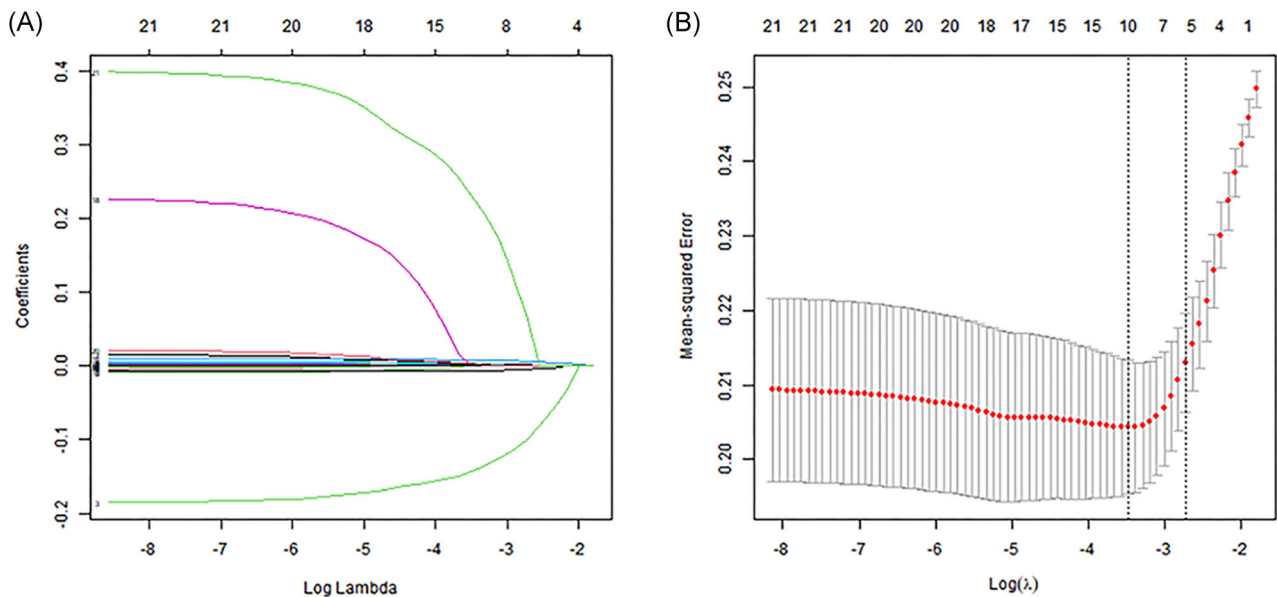 (A)
21 21 20 18 15 8 4
0.4
0.3
0.2
0.1
0.0
-0.1
-0.2
Coefficients
21
3
-8 -7 -6 -5 -4 -3 -2
Log Lambda
(B)
21 21 21 20 20 20 18 17 15 15 10 7 5 4 1
0.25
0.24
0.23
0.22
0.21
0.20
Mean-squared Error
-8 -7 -6 -5 -4 -3 -2
Log(λ)